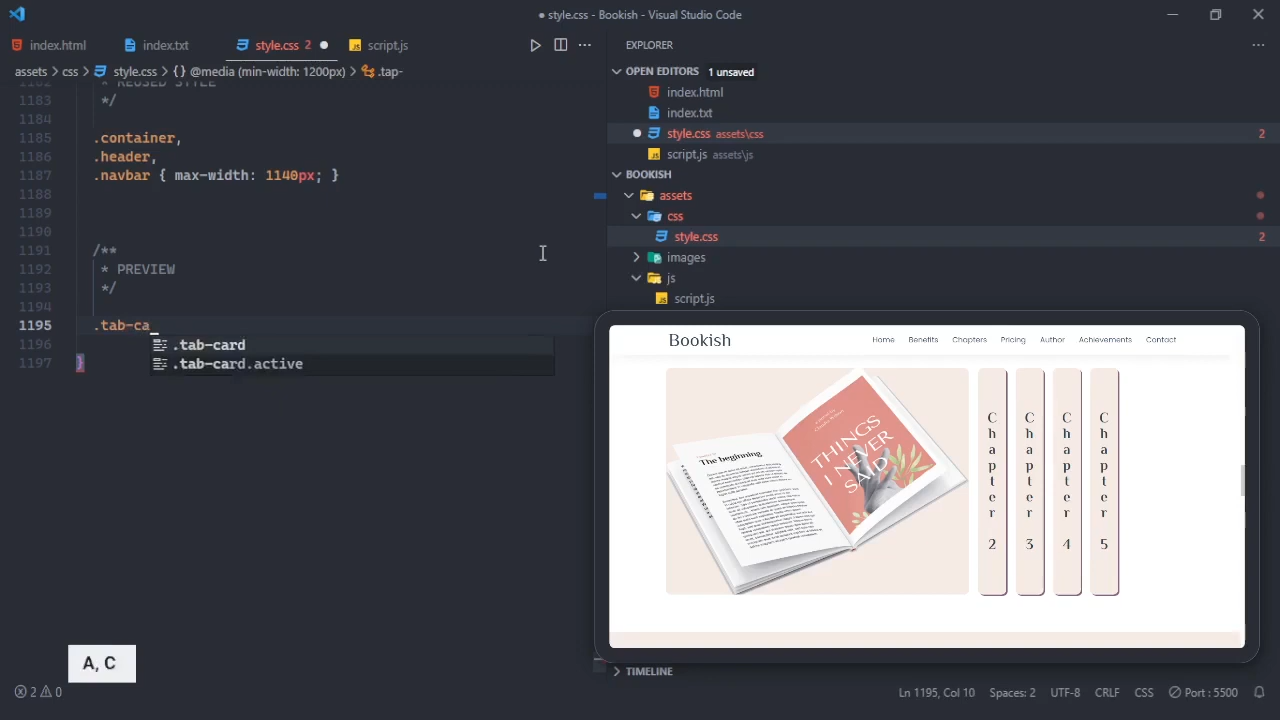 style.css - Bookish - Visual Studio Code
index.html
index.txt
style.css 2
script.js
assets > css > style.css > {} @media (min-width: 1200px) > .tap-
1182 * REUSED STYLE
1183 */
1184
1185 .container,
1186 .header,
1187 .navbar { max-width: 1140px; }
1188
1189
1190
1191 /**
1192 * PREVIEW
1193 */
1194
1195 .tab-ca
1196
1197 }
.tab-card
.tab-card.active
EXPLORER
OPEN EDITORS 1 unsaved
index.html
index.txt
style.css assets\css 2
script.js assets\js
BOOKISH
assets
css
style.css 2
images
js
script.js
Bookish
Home Benefits Chapters Pricing Author Achievements Contact
The beginning
THINGS
I NEVER
SAID
Chapter 2
Chapter 3
Chapter 4
Chapter 5
TIMELINE
A, C
2 0
Ln 1195, Col 10
Spaces: 2
UTF-8
CRLF
CSS
Port : 5500